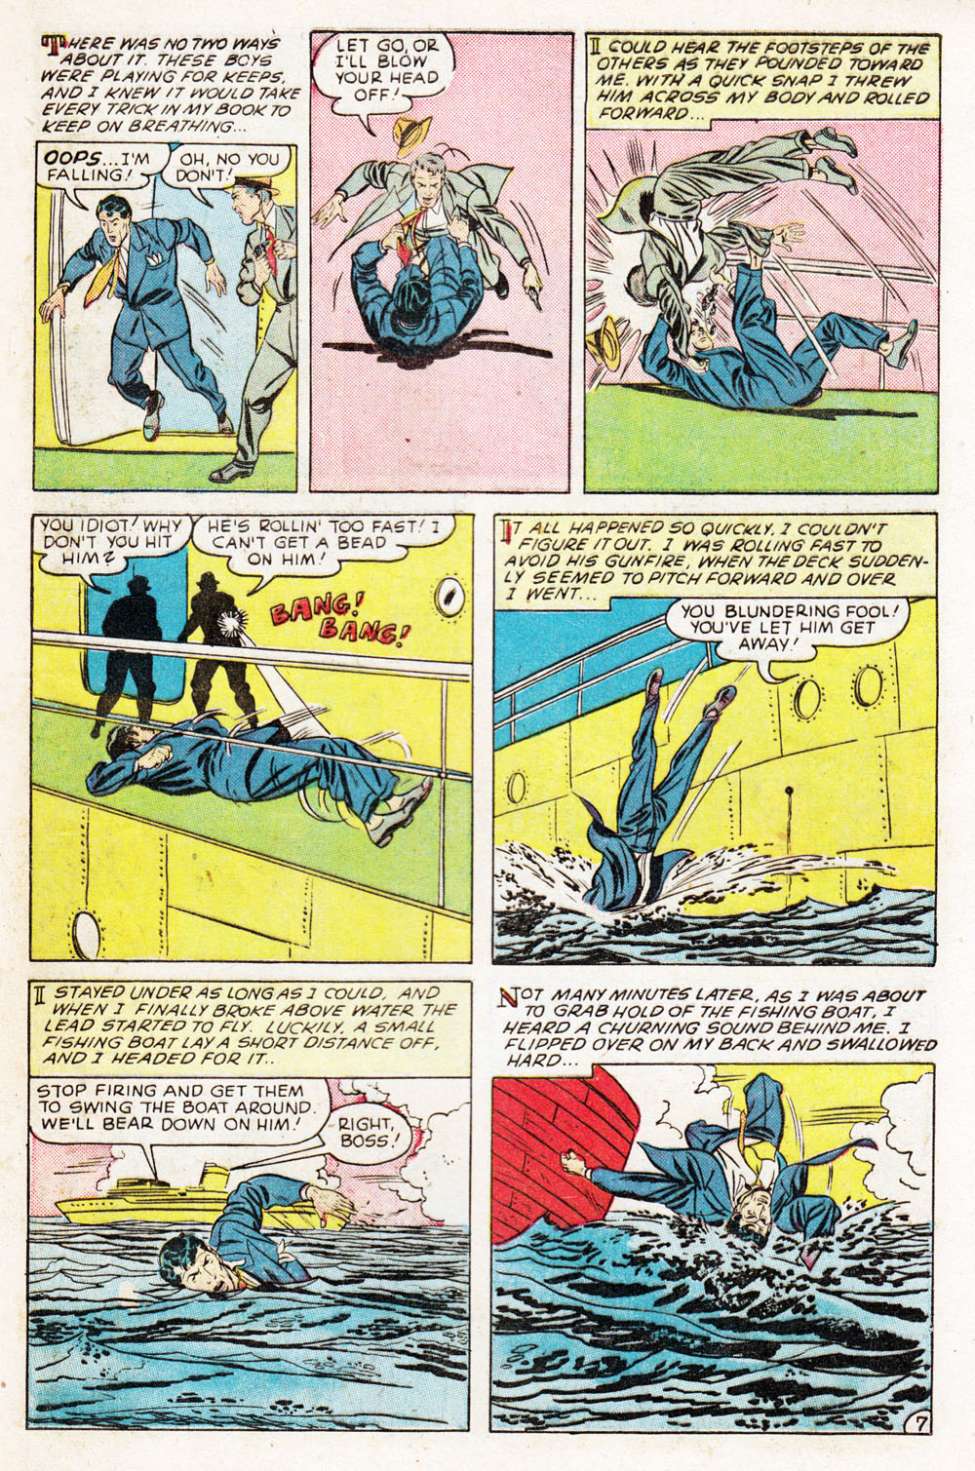 THERE WAS NO TWO WAYS
ABOUT IT. THESE BOYS
WERE PLAYING FOR KEEPS,
AND I KNEW IT WOULD TAKE
EVERY TRICK IN MY BOOK TO
KEEP ON BREATHING...
OOPS...I'M
FALLING!
OH, NO YOU
DON'T!
LET GO, OR
I'LL BLOW
YOUR HEAD
OFF!
I COULD HEAR THE FOOTSTEPS OF THE
OTHERS AS THEY POUNDED TOWARD
ME. WITH A QUICK SNAP I THREW
HIM ACROSS MY BODY AND ROLLED
FORWARD...
YOU IDIOT! WHY
DON'T YOU HIT
HIM?
HE'S ROLLIN' TOO FAST! I
CAN'T GET A BEAD
ON HIM!
BANG!
BANG!
IT ALL HAPPENED SO QUICKLY. I COULDN'T
FIGURE IT OUT. I WAS ROLLING FAST TO
AVOID HIS GUNFIRE, WHEN THE DECK SUDDEN-
LY SEEMED TO PITCH FORWARD AND OVER
I WENT...
YOU BLUNDERING FOOL!
YOU'VE LET HIM GET
AWAY!
I STAYED UNDER AS LONG AS I COULD, AND
WHEN I FINALLY BROKE ABOVE WATER THE
LEAD STARTED TO FLY. LUCKILY, A SMALL
FISHING BOAT LAY A SHORT DISTANCE OFF,
AND I HEADED FOR IT..
STOP FIRING AND GET THEM
TO SWING THE BOAT AROUND.
WE'LL BEAR DOWN ON HIM!
RIGHT,
BOSS!
NOT MANY MINUTES LATER, AS I WAS ABOUT
TO GRAB HOLD OF THE FISHING BOAT, I
HEARD A CHURNING SOUND BEHIND ME. I
FLIPPED OVER ON MY BACK AND SWALLOWED
HARD...
7